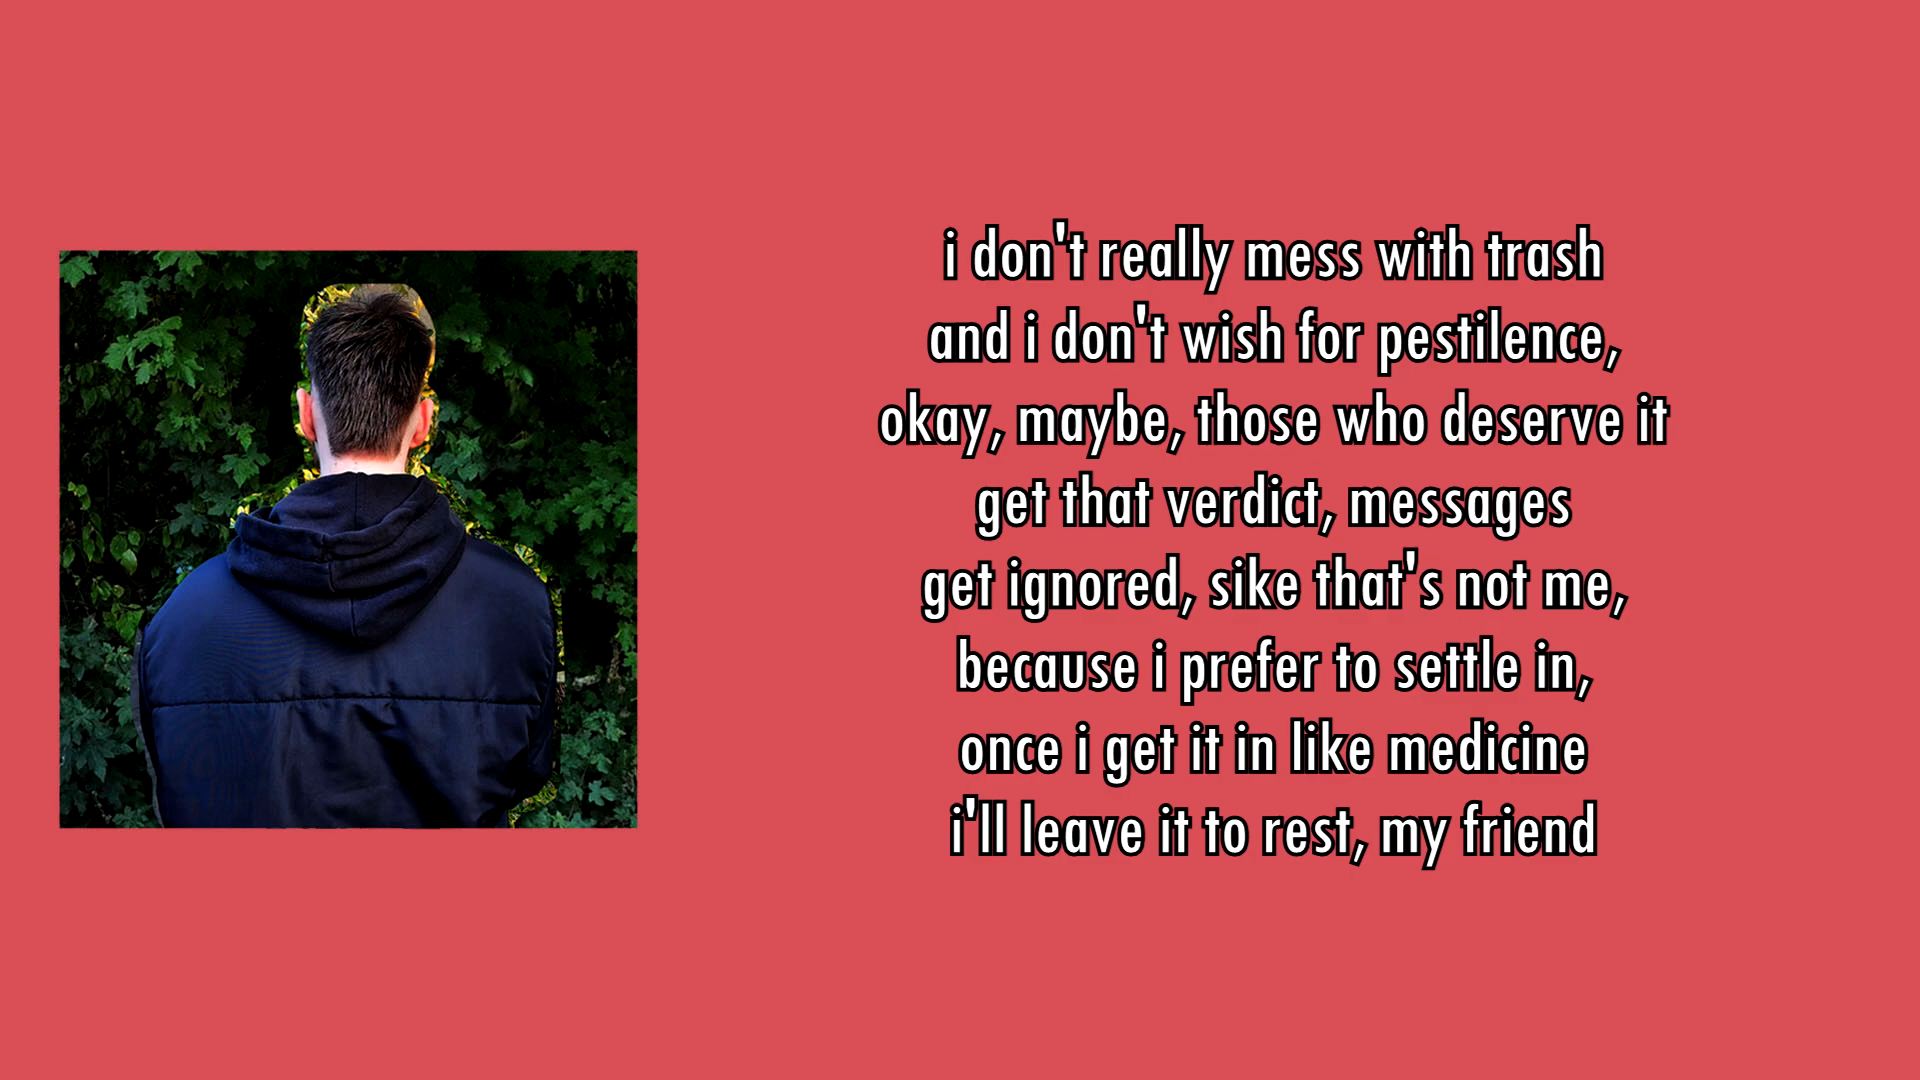 i don't really mess with trash
and i don't wish for pestilence,
okay, maybe, those who deserve it
get that verdict, messages
get ignored, sike that's not me,
because i prefer to settle in,
once i get it in like medicine
i'll leave it to rest, my friend